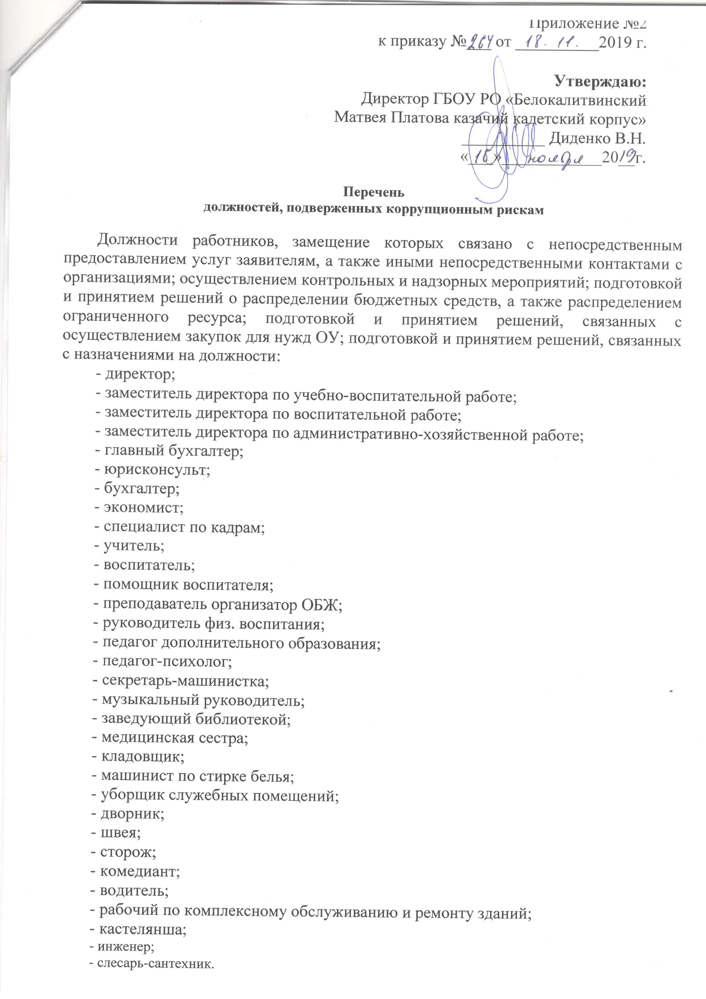 Приложение №2
к приказу №264 от 18. 11. 2019 г.
Утверждаю:
Директор ГБОУ РО «Белокалитвинский
Матвея Платова казачий кадетский корпус»
Диденко В.Н.
«18» ноября 2019г.
Перечень
должностей, подверженных коррупционным рискам
Должности работников, замещение которых связано с непосредственным
предоставлением услуг заявителям, а также иными непосредственными контактами с
организациями; осуществлением контрольных и надзорных мероприятий; подготовкой
и принятием решений о распределении бюджетных средств, а также распределением
ограниченного ресурса; подготовкой и принятием решений, связанных с
осуществлением закупок для нужд ОУ; подготовкой и принятием решений, связанных
с назначениями на должности:
- директор;
- заместитель директора по учебно-воспитательной работе;
- заместитель директора по воспитательной работе;
- заместитель директора по административно-хозяйственной работе;
- главный бухгалтер;
- юрисконсульт;
- бухгалтер;
- экономист;
- специалист по кадрам;
- учитель;
- воспитатель;
- помощник воспитателя;
- преподаватель организатор ОБЖ;
- руководитель физ. воспитания;
- педагог дополнительного образования;
- педагог-психолог;
- секретарь-машинистка;
- музыкальный руководитель;
- заведующий библиотекой;
- медицинская сестра;
- кладовщик;
- машинист по стирке белья;
- уборщик служебных помещений;
- дворник;
- швея;
- сторож;
- комедиант;
- водитель;
- рабочий по комплексному обслуживанию и ремонту зданий;
- кастелянша;
- инженер;
- слесарь-сантехник.